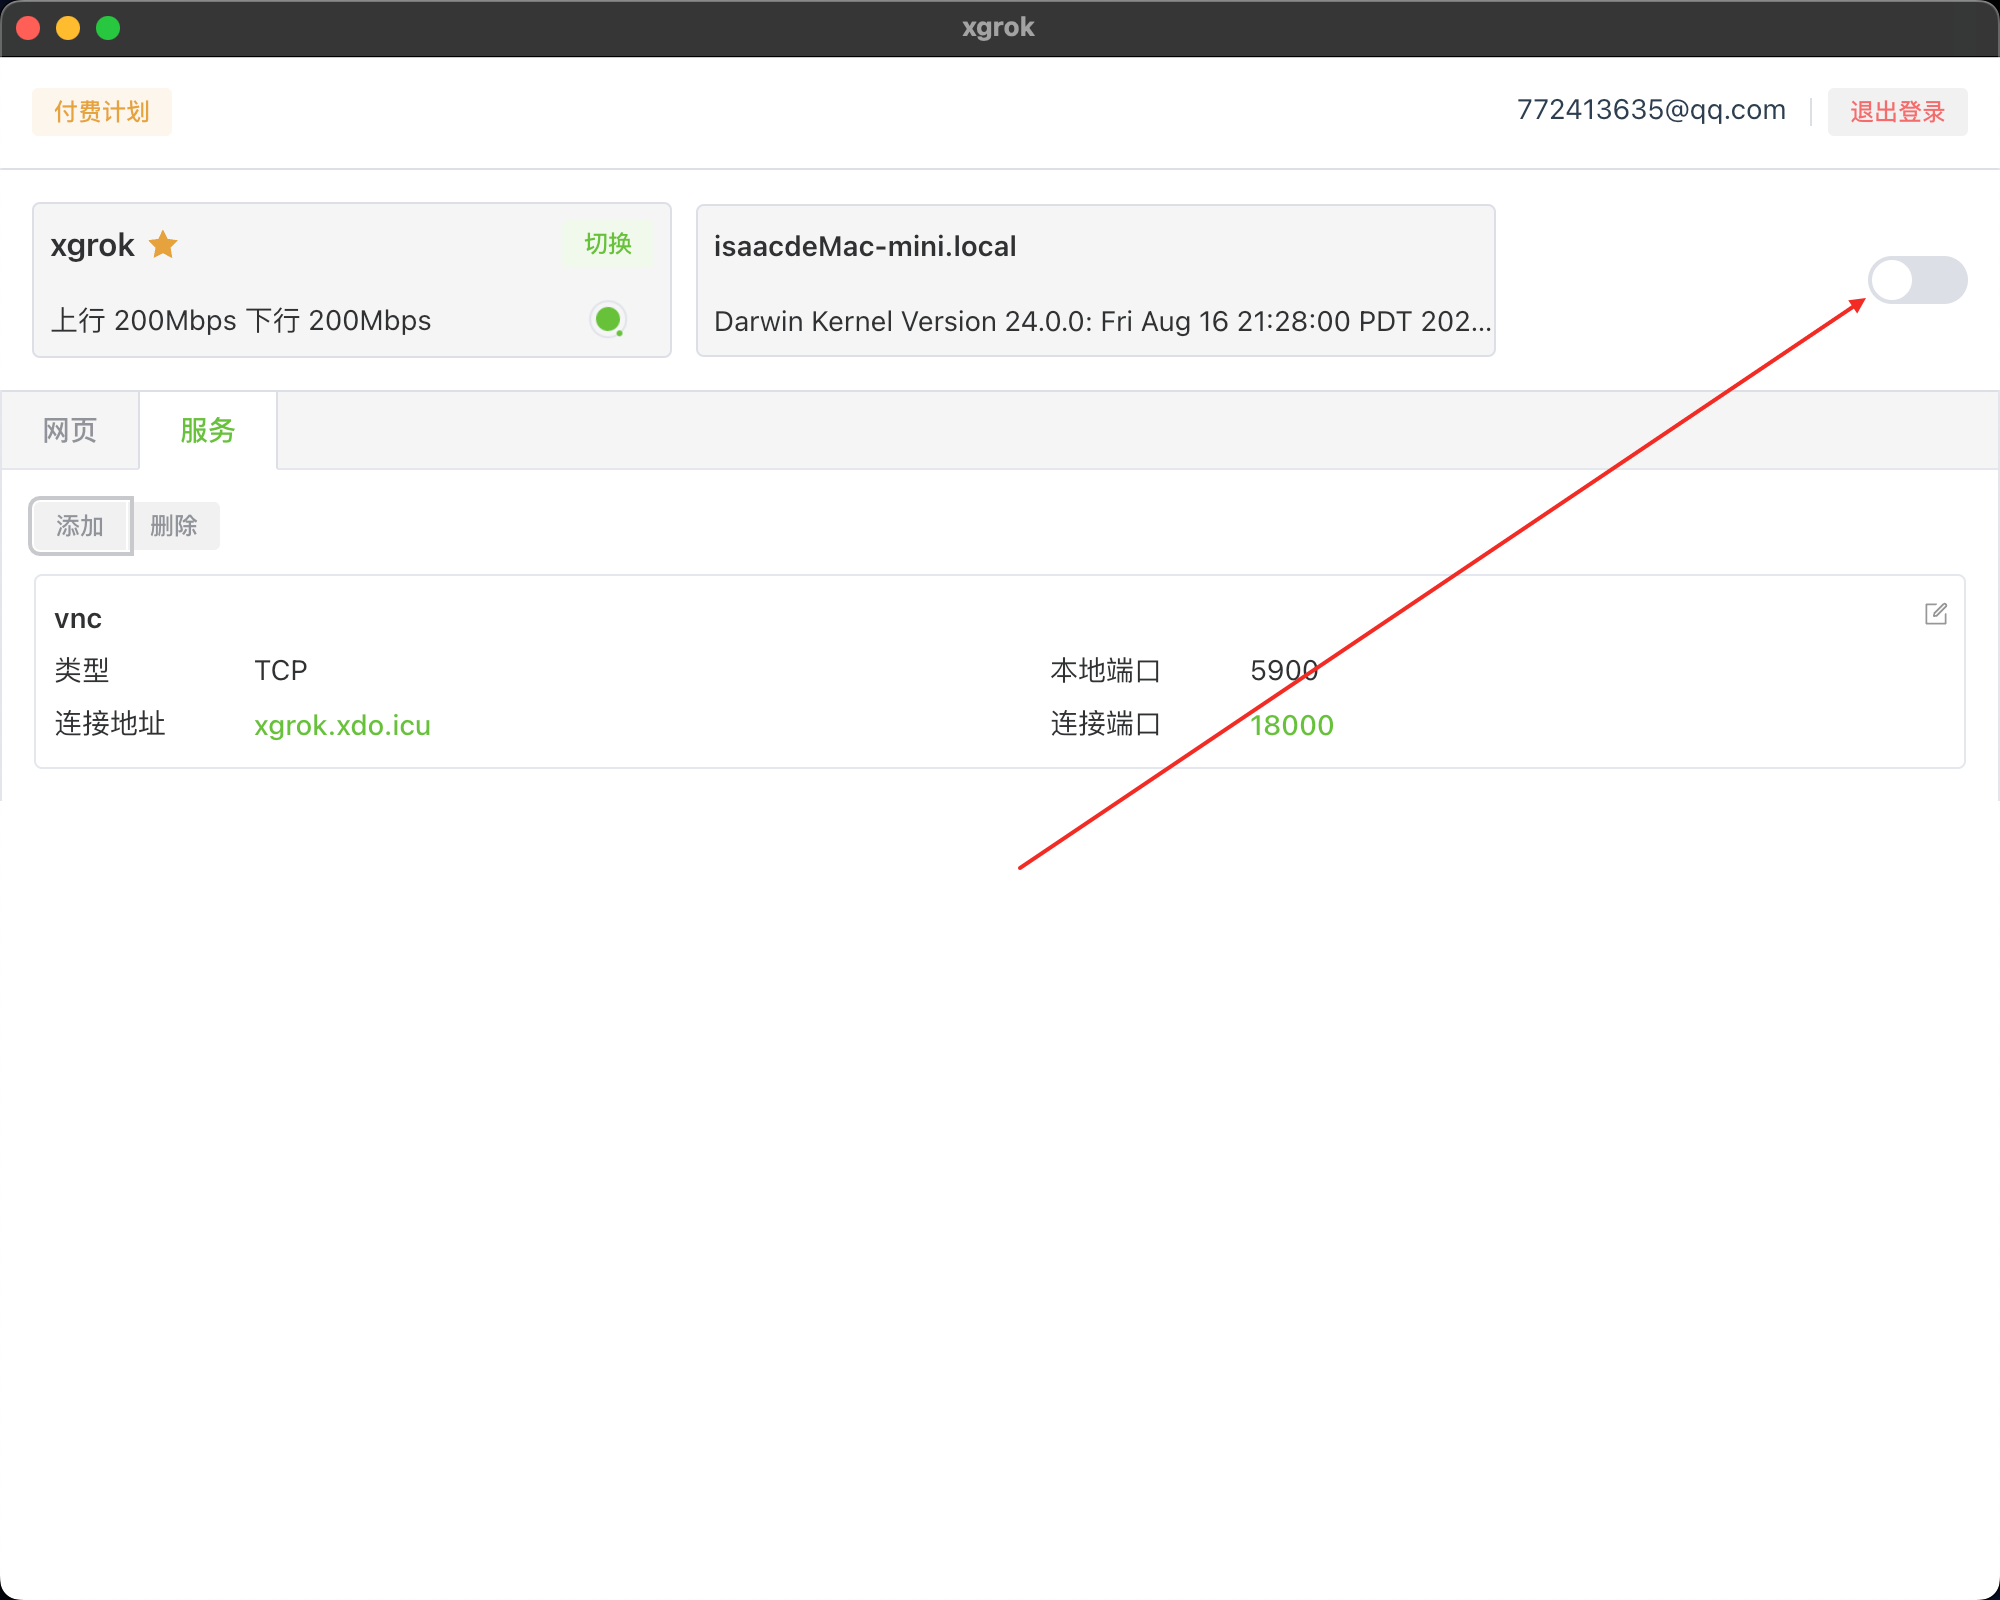 xgrok
付费计划
772413635@qq.com
退出登录
xgrok
切换
上行 200Mbps 下行 200Mbps
isaacdeMac-mini.local
Darwin Kernel Version 24.0.0: Fri Aug 16 21:28:00 PDT 202...
网页
服务
添加
删除
vnc
类型 TCP 本地端口 5900
连接地址 xgrok.xdo.icu 连接端口 18000